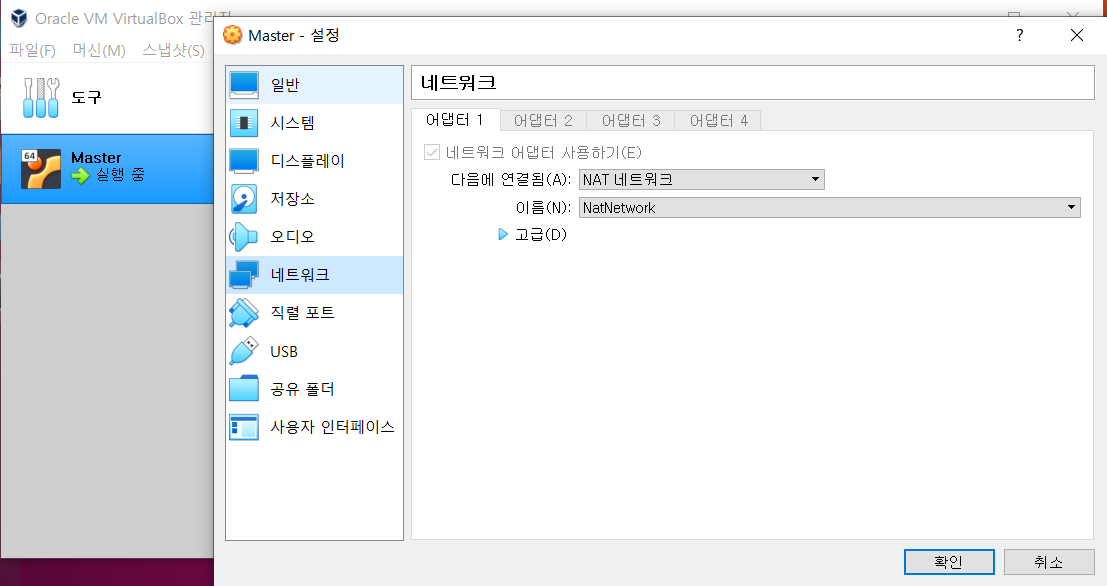 Oracle VM VirtualBox 관리자
파일(F) 머신(M) 스냅샷(S)
도구
64
Master
실행 중
Master - 설정
?
일반
시스템
디스플레이
저장소
오디오
네트워크
직렬 포트
USB
공유 폴더
사용자 인터페이스
네트워크
어댑터 1 어댑터 2 어댑터 3 어댑터 4
네트워크 어댑터 사용하기(E)
다음에 연결됨(A): NAT 네트워크
이름(N): NatNetwork
고급(D)
확인 취소